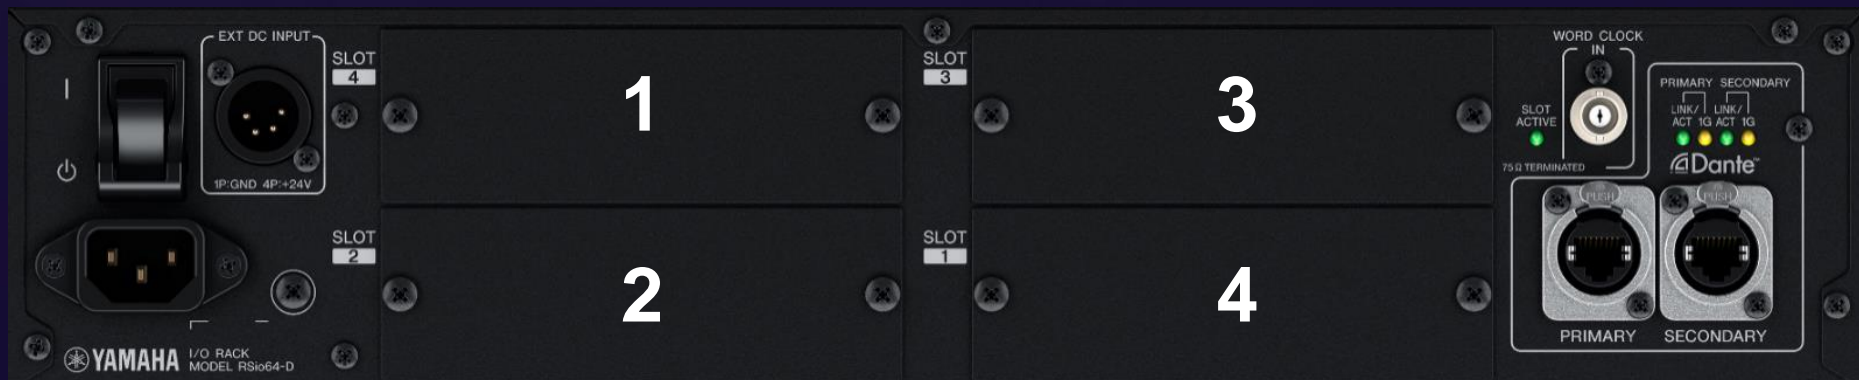 EXT DC INPUT
1P:GND 4P:+24V
SLOT
4
1
SLOT
3
3
WORD CLOCK
IN
SLOT
ACTIVE
75Ω TERMINATED
PRIMARY SECONDARY
LINK/ LINK/
ACT 1G ACT 1G
Dante™
SLOT
2
2
SLOT
1
4
PUSH PUSH
PRIMARY SECONDARY
YAMAHA
I/O RACK
MODEL RSio64-D